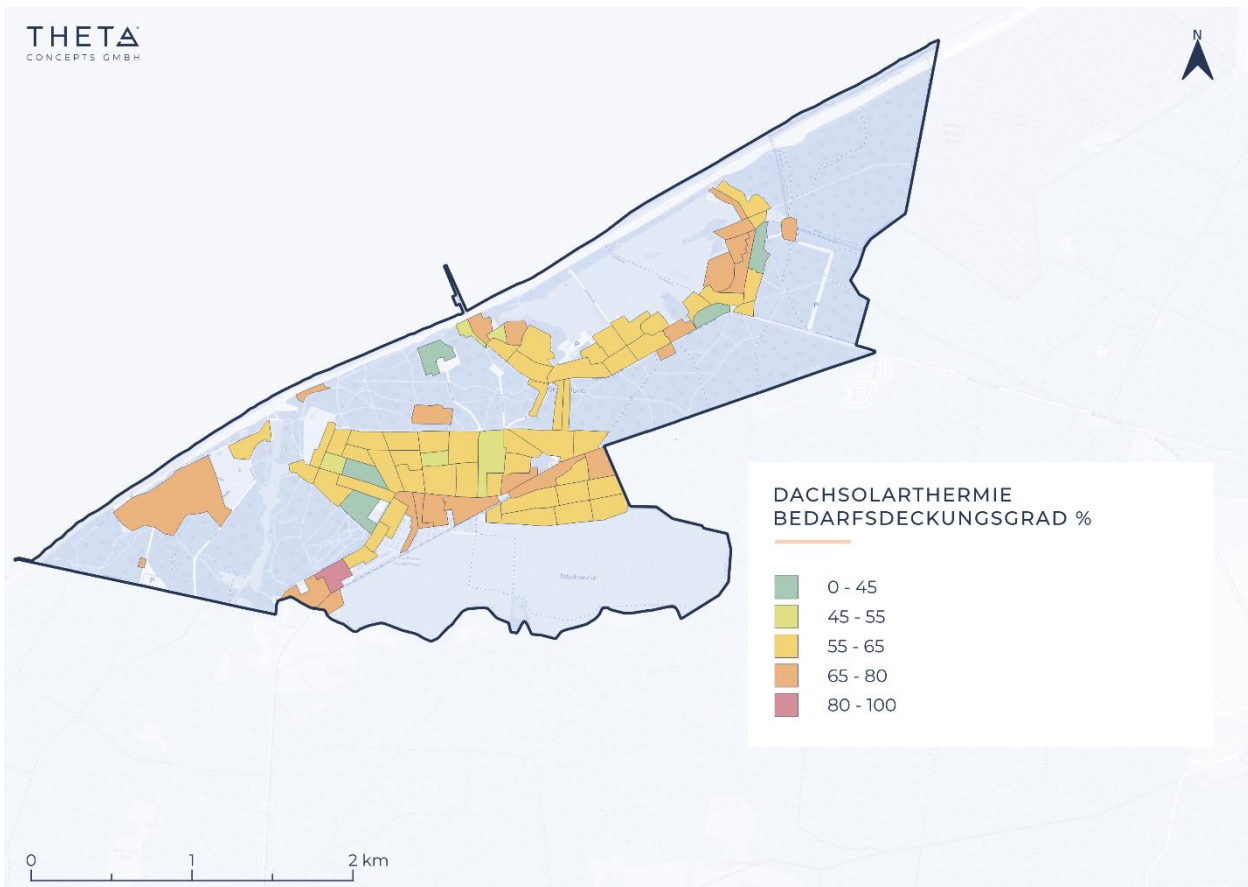 THETA
CONCEPTS GMBH
N
P
P
P
DACHSOLARTHERMIE
BEDARFSDECKUNGSGRAD %
0 - 45
45 - 55
55 - 65
65 - 80
80 - 100
0 1 2 km